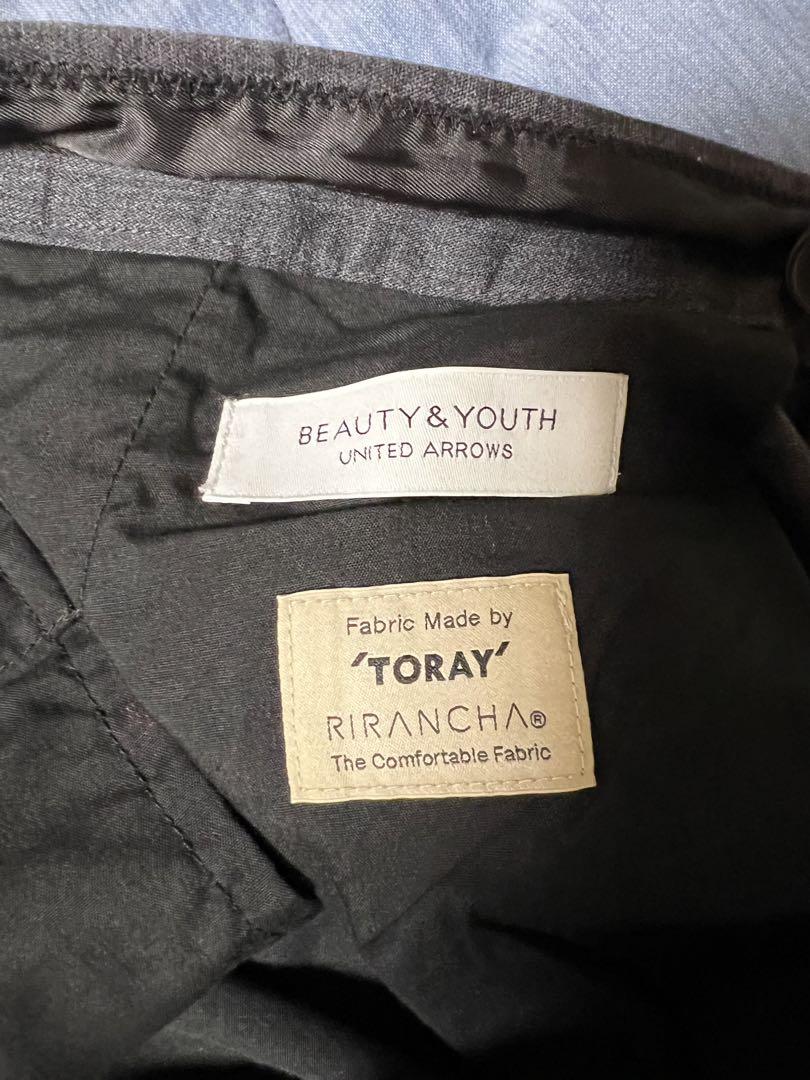 BEAUTY&YOUTH
UNITED ARROWS
Fabric Made by
'TORAY'
RIRANCHA®
The Comfortable Fabric